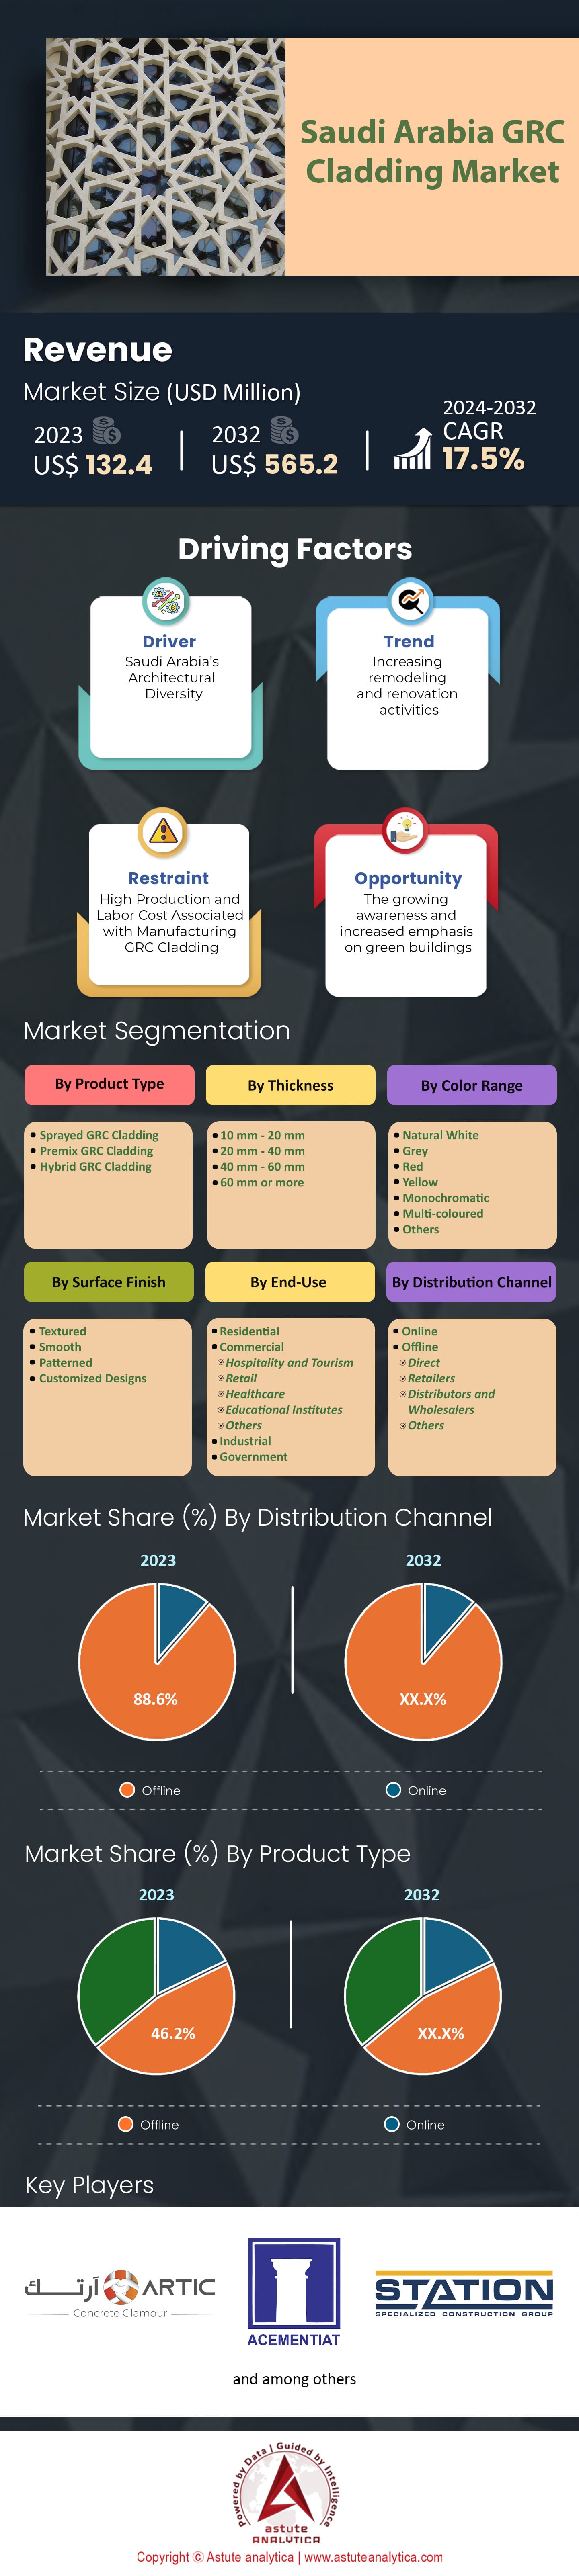 Saudi Arabia GRC
Cladding Market
Revenue
Market Size (USD Million)
2023
US$ 132.4
2032
US$ 565.2
2024-2032
CAGR
17.5%
Driving Factors
Driver
Saudi Arabia's
Architectural
Diversity
Trend
Increasing
remodeling
and renovation
activities
Restraint
High Production and
Labor Cost Associated
with Manufacturing
GRC Cladding
Opportunity
The growing
awareness and
increased emphasis
on green buildings
Market Segmentation
By Product Type
Sprayed GRC Cladding
Premix GRC Cladding
Hybrid GRC Cladding
By Thickness
10 mm - 20 mm
20 mm - 40 mm
40 mm - 60 mm
60 mm or more
By Color Range
Natural White
Grey
Red
Yellow
Monochromatic
Multi-coloured
Others
By Surface Finish
Textured
Smooth
Patterned
Customized Designs
By End-Use
Residential
Commercial
Hospitality and Tourism
Retail
Healthcare
Educational Institutes
Others
Industrial
Government
By Distribution Channel
Online
Offline
Direct
Retailers
Distributors and
Wholesalers
Others
Market Share (%) By Distribution Channel
2023
2032
88.6%
XX.X%
Offline
Online
Market Share (%) By Product Type
2023
2032
46.2%
XX.X%
Offline
Online
Key Players
آرتـــك ARTIC
Concrete Glamour
ACEMENTIAT
STATION
SPECIALIZED CONSTRUCTION GROUP
and among others
Powered by Data | Guided by Intelligence
astute
ANALYTICA
Copyright © Astute analytica | www.astuteanalytica.com